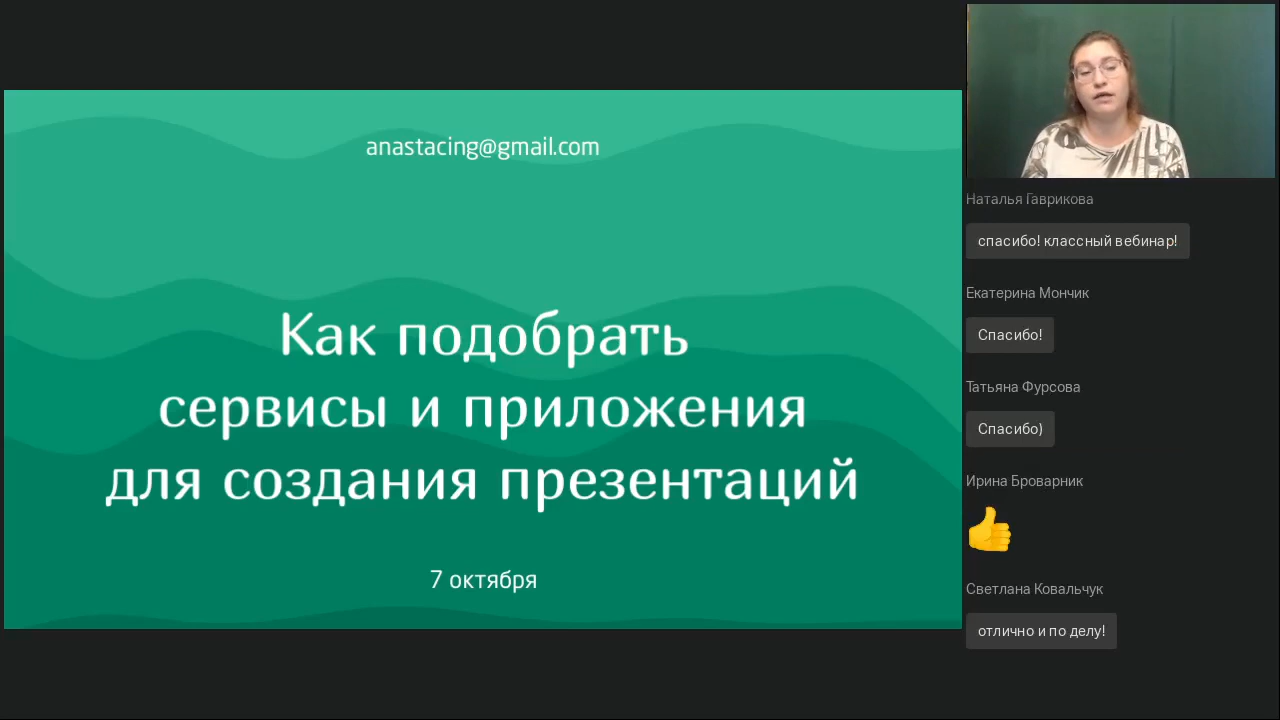 anastacing@gmail.com
Как подобрать
сервисы и приложения
для создания презентаций
7 октября
Наталья Гаврикова
спасибо! классный вебинар!
Екатерина Мончик
Спасибо!
Татьяна Фурсова
Спасибо)
Ирина Броварник
Светлана Ковальчук
отлично и по делу!